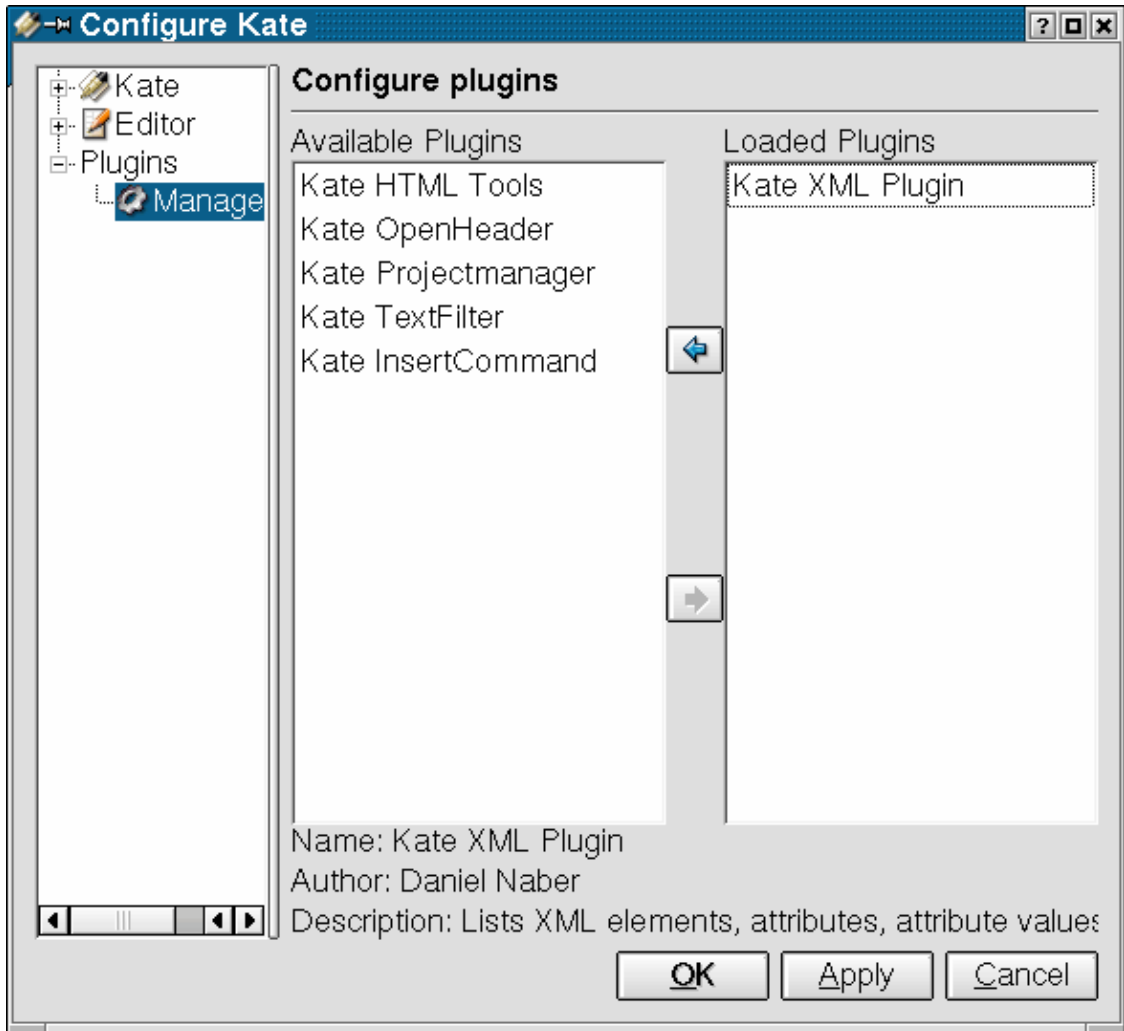 Configure Kate
Kate
Editor
Plugins
Manage
Configure plugins
Available Plugins
Loaded Plugins
Kate HTML Tools
Kate OpenHeader
Kate Projectmanager
Kate TextFilter
Kate InsertCommand
Kate XML Plugin
Name: Kate XML Plugin
Author: Daniel Naber
Description: Lists XML elements, attributes, attribute values
OK
Apply
Cancel